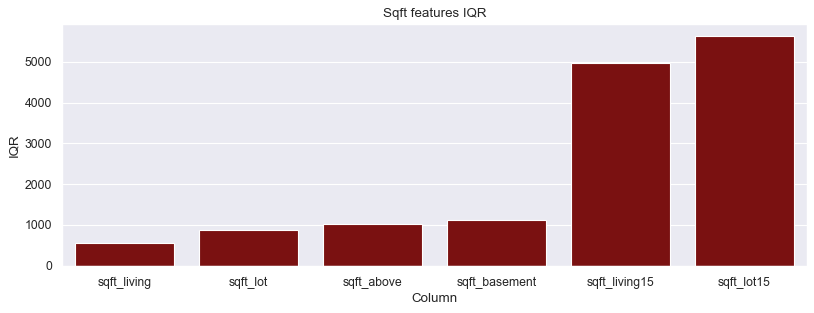 Sqft features IQR
IQR
5000
4000
3000
2000
1000
0
sqft_living sqft_lot sqft_above sqft_basement sqft_living15 sqft_lot15
Column